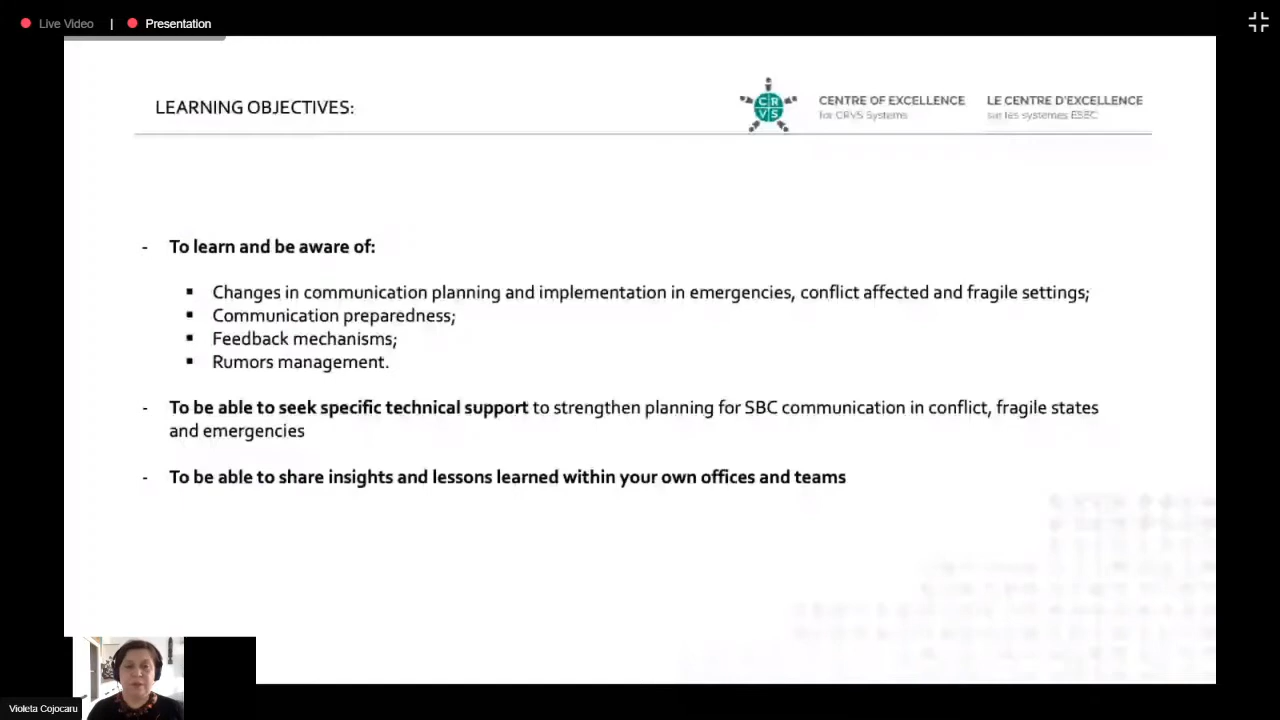 Live Video | Presentation
LEARNING OBJECTIVES:
CRVS
CENTRE OF EXCELLENCE
for CRVS Systems
LE CENTRE D'EXCELLENCE
sur les systèmes ESEC
- To learn and be aware of:
▪ Changes in communication planning and implementation in emergencies, conflict affected and fragile settings;
▪ Communication preparedness;
▪ Feedback mechanisms;
▪ Rumors management.
- To be able to seek specific technical support to strengthen planning for SBC communication in conflict, fragile states
and emergencies
- To be able to share insights and lessons learned within your own offices and teams
Violeta Cojocaru